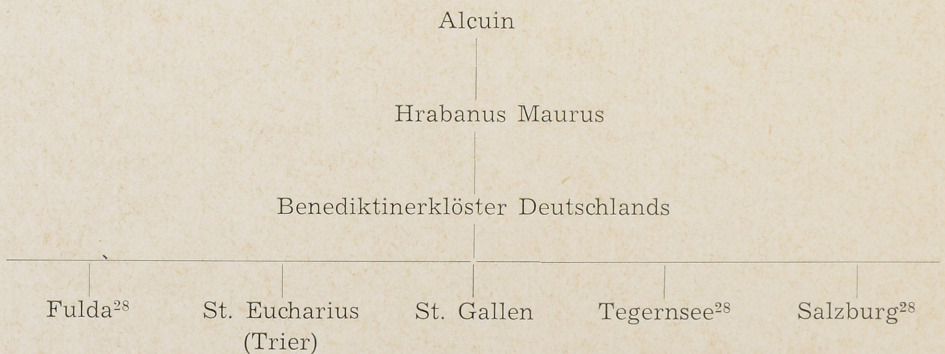 Alcuin
Hrabanus Maurus
Benediktinerklöster Deutschlands
Fulda²⁸ St. Eucharius St. Gallen Tegernsee²⁸ Salzburg²⁸
(Trier)